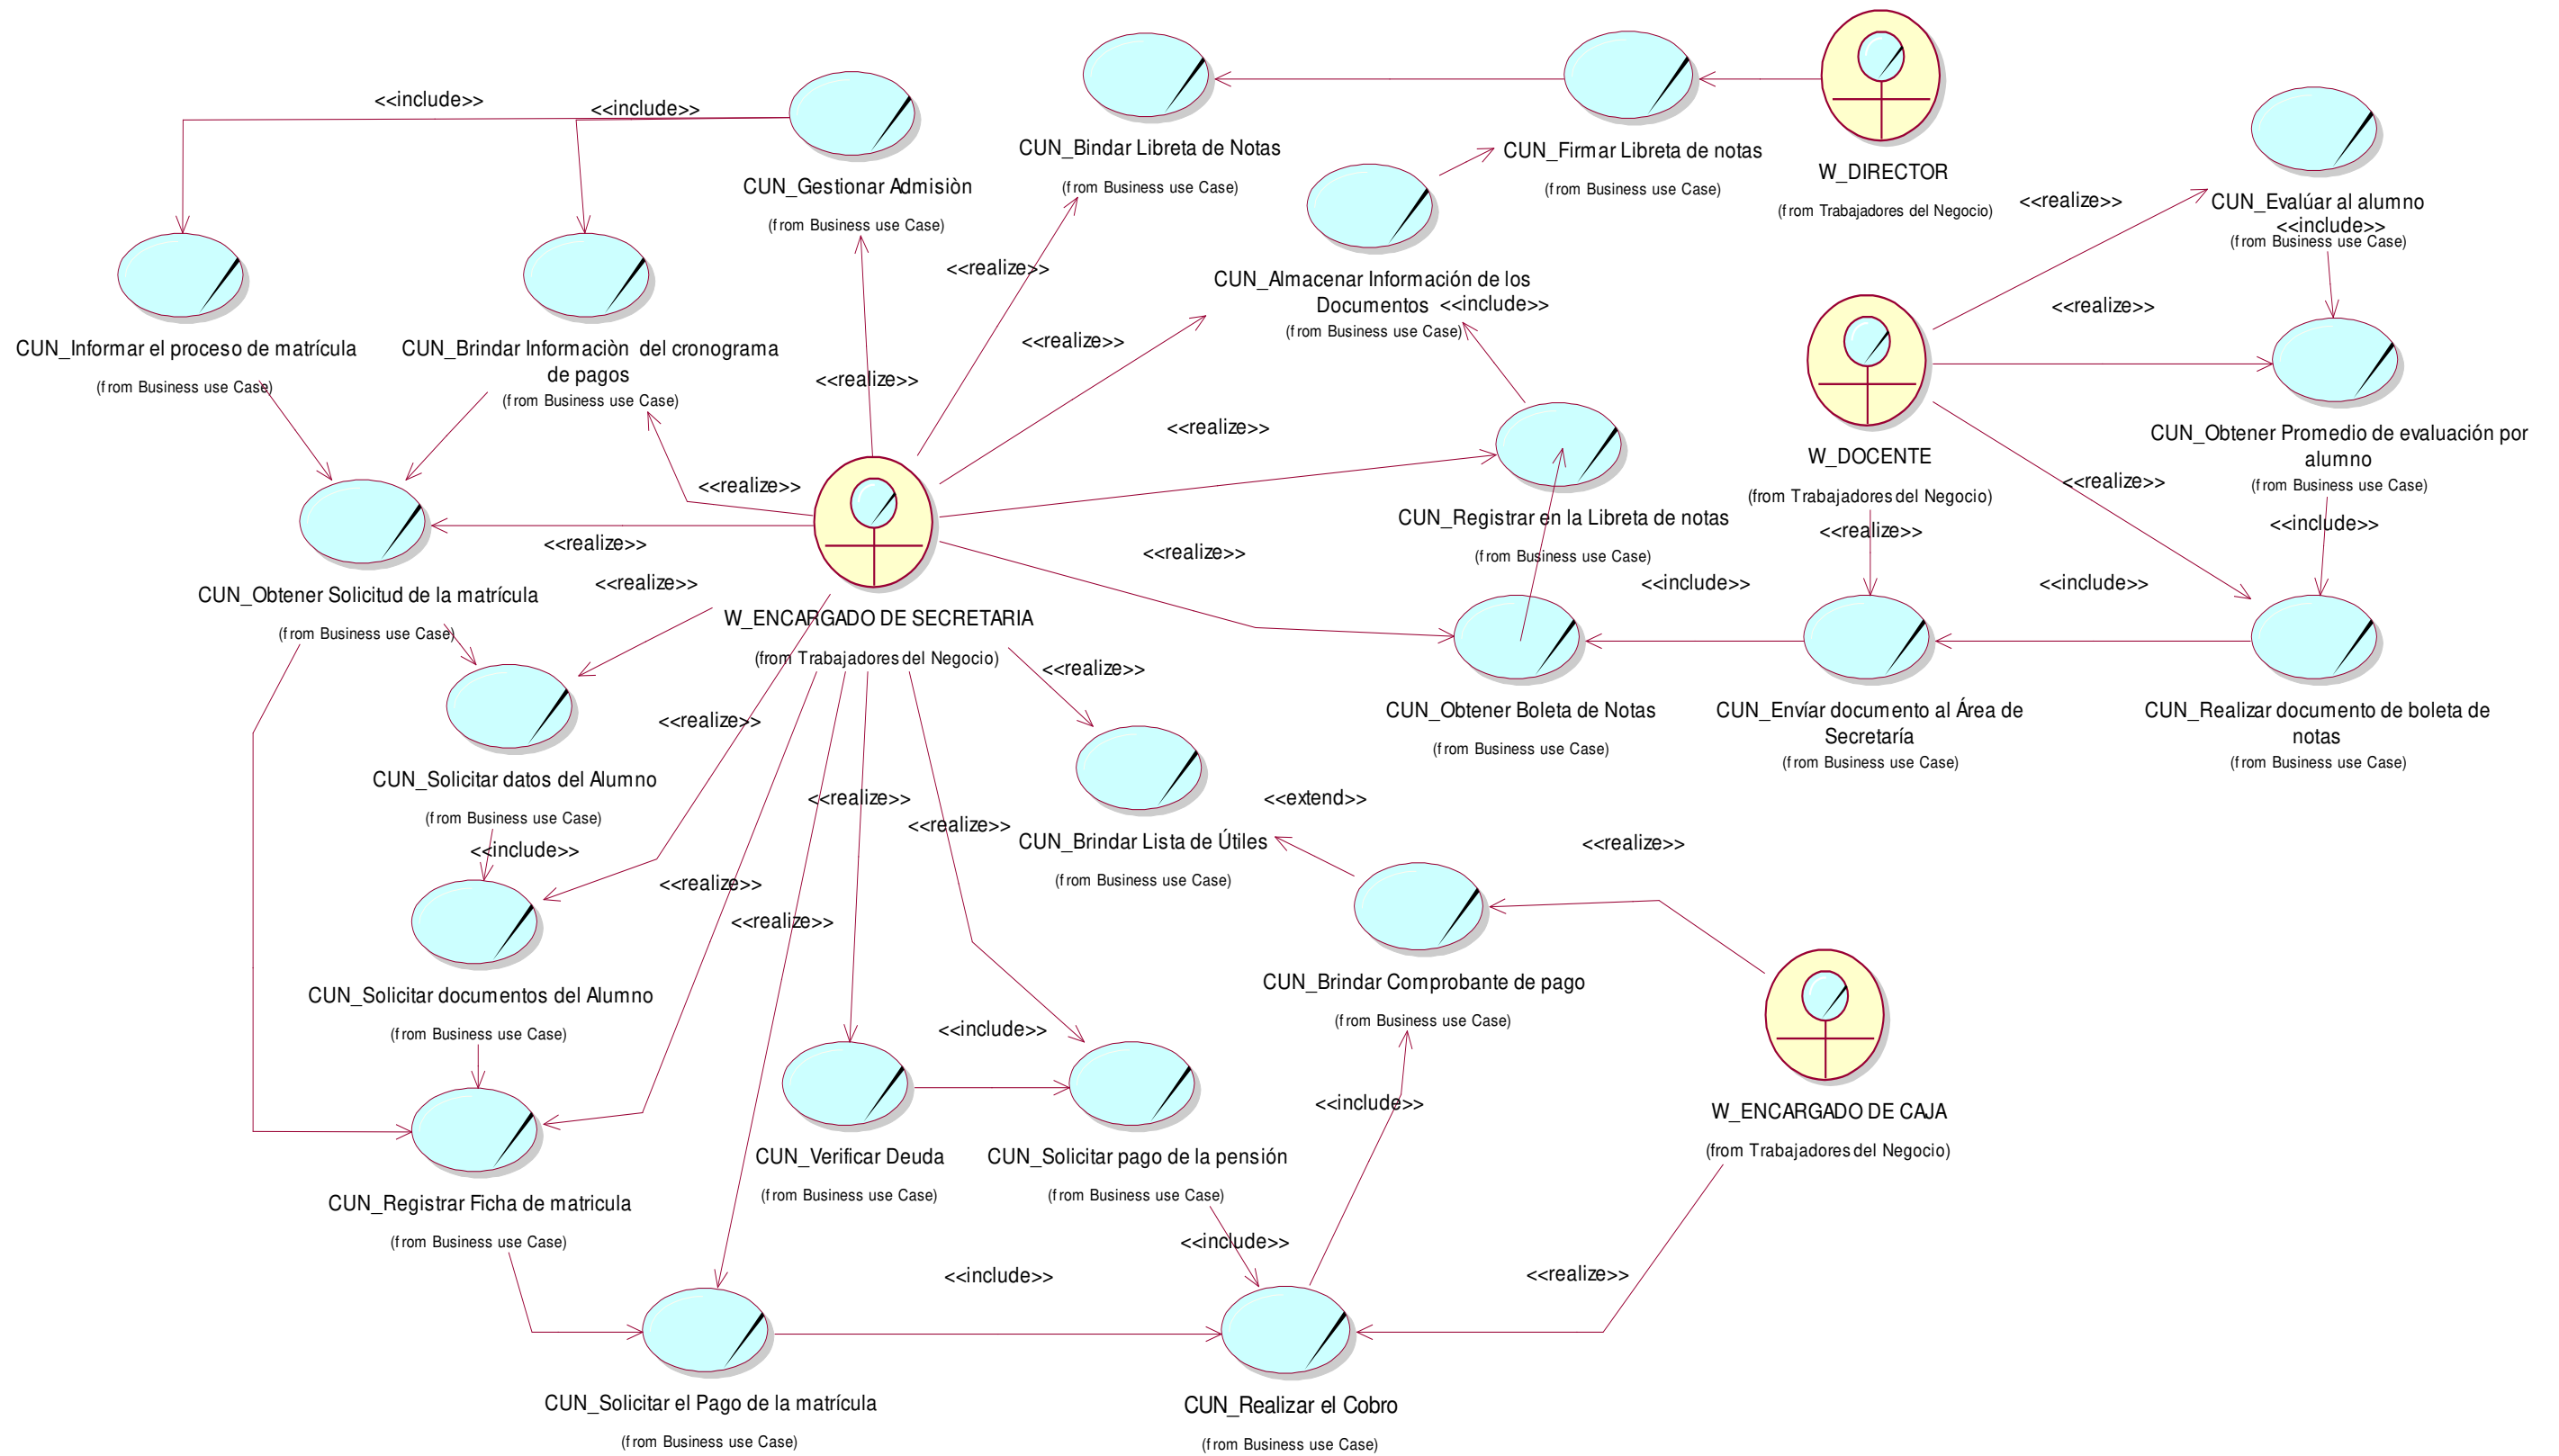 <<include>>
<<include>>
CUN_Gestionar Admisiòn
(from Business use Case)
CUN_Bindar Libreta de Notas
(from Business use Case)
CUN_Firmar Libreta de notas
(from Business use Case)
W_DIRECTOR
(from Trabajadores del Negocio)
<<realize>>
CUN_Evalúar al alumno
<<include>>
(from Business use Case)
<<realize>>
CUN_Almacenar Información de los
Documentos
<<include>>
(from Business use Case)
<<realize>>
<<realize>>
CUN_Informar el proceso de matrícula
(from Business use Case)
CUN_Brindar Informaciòn del cronograma
de pagos
(from Business use Case)
<<realize>>
<<realize>>
<<realize>>
W_DOCENTE
(from Trabajadores del Negocio)
<<realize>>
CUN_Obtener Promedio de evaluación por
alumno
(from Business use Case)
<<realize>>
<<include>>
CUN_Registrar en la Libreta de notas
(from Business use Case)
<<realize>>
<<realize>>
<<realize>>
<<include>>
<<include>>
CUN_Obtener Solicitud de la matrícula
(from Business use Case)
W_ENCARGADO DE SECRETARIA
(from Trabajadores del Negocio)
<<realize>>
<<realize>>
CUN_Obtener Boleta de Notas
(from Business use Case)
CUN_Envíar documento al Área de
Secretaría
(from Business use Case)
CUN_Realizar documento de boleta de
notas
(from Business use Case)
CUN_Solicitar datos del Alumno
(from Business use Case)
<<include>>
<<realize>>
<<realize>>
<<extend>>
CUN_Brindar Lista de Útiles
(from Business use Case)
<<realize>>
<<realize>>
<<realize>>
CUN_Solicitar documentos del Alumno
(from Business use Case)
CUN_Brindar Comprobante de pago
(from Business use Case)
<<include>>
<<include>>
W_ENCARGADO DE CAJA
(from Trabajadores del Negocio)
CUN_Verificar Deuda
(from Business use Case)
CUN_Solicitar pago de la pensión
(from Business use Case)
CUN_Registrar Ficha de matricula
(from Business use Case)
<<include>>
<<include>>
<<realize>>
CUN_Solicitar el Pago de la matrícula
(from Business use Case)
CUN_Realizar el Cobro
(from Business use Case)